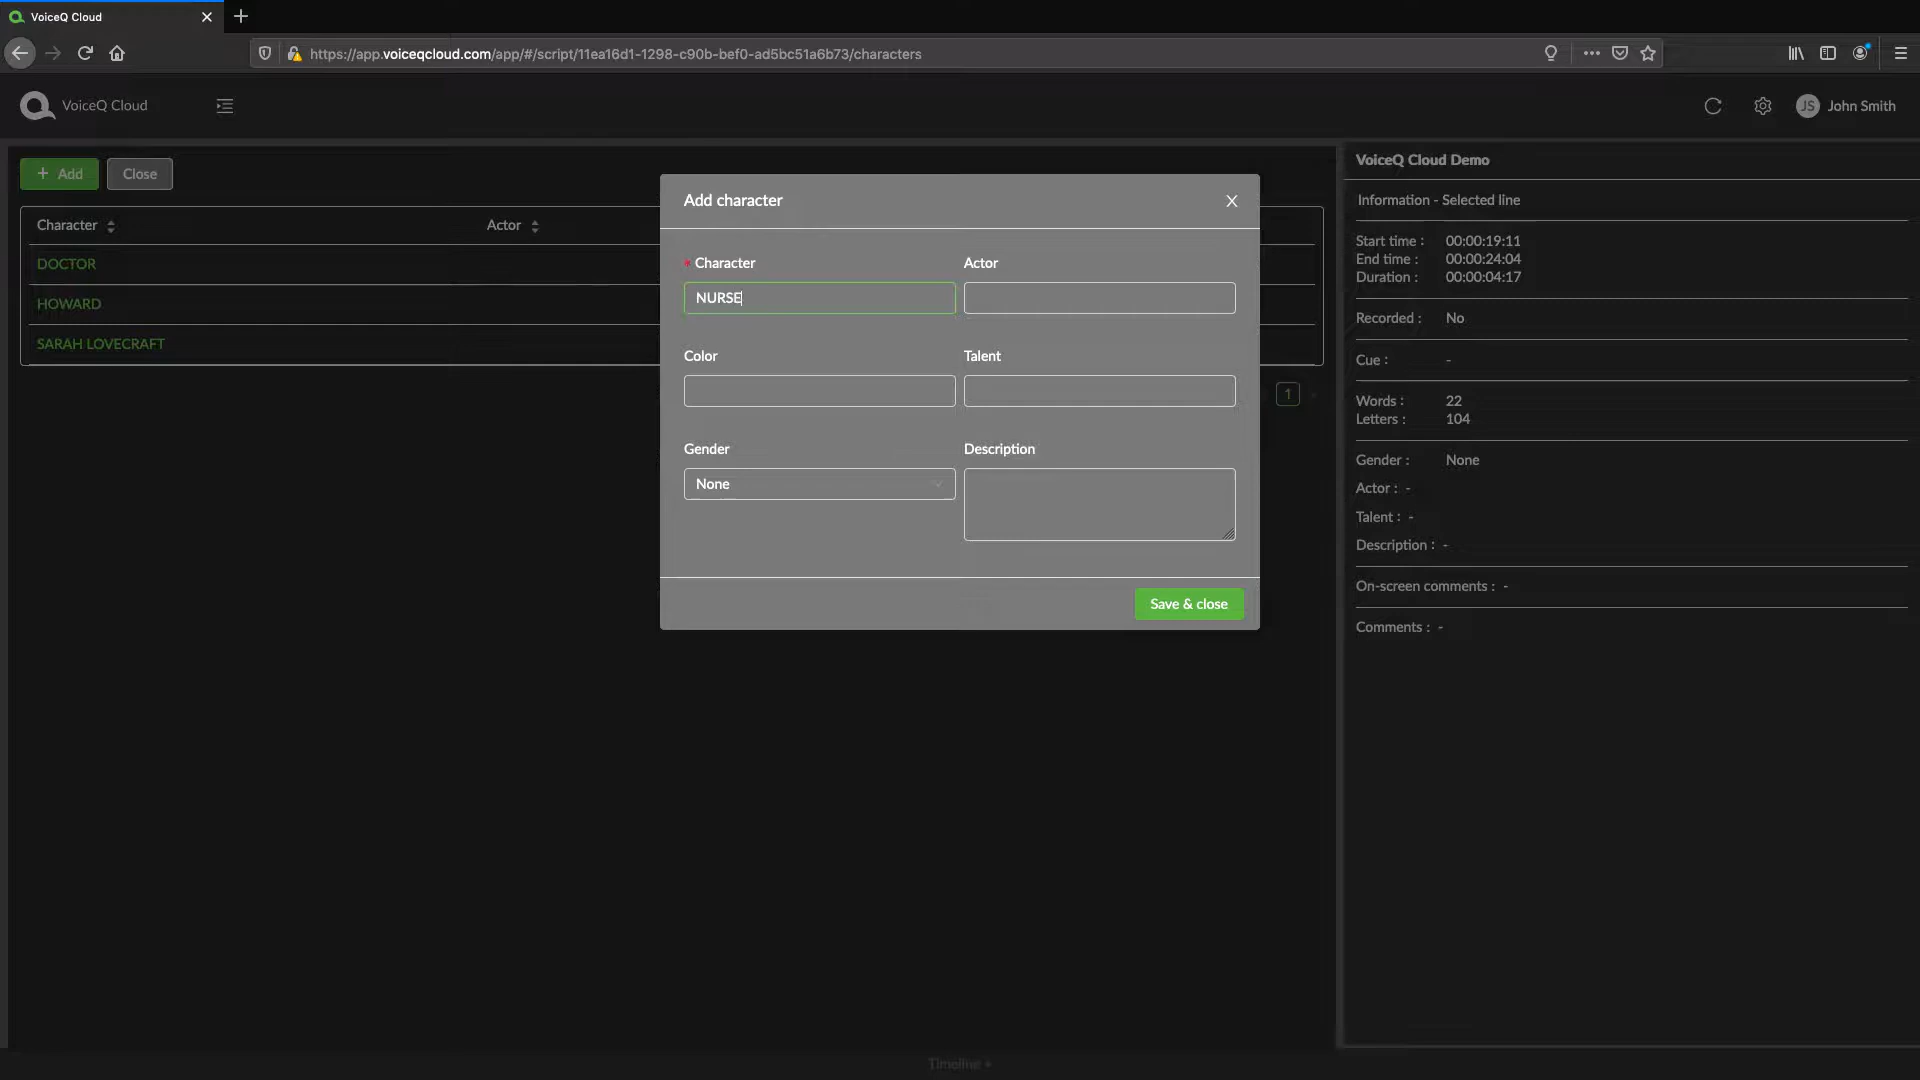 VoiceQ Cloud
https://app.voiceqcloud.com/app/#/script/11ea16d1-1298-c90b-bef0-ad5bc51a6b73/characters
VoiceQ Cloud
JS John Smith
+ Add Close
Character Actor
DOCTOR
HOWARD
SARAH LOVECRAFT
1
Add character X
* Character Actor
NURSE
Color Talent
Gender Description
None
Save & close
VoiceQ Cloud Demo
Information - Selected line
Start time : 00:00:19:11
End time : 00:00:24:04
Duration : 00:00:04:17
Recorded : No
Cue : -
Words : 22
Letters : 104
Gender : None
Actor : -
Talent : -
Description : -
On-screen comments : -
Comments : -
Timeline